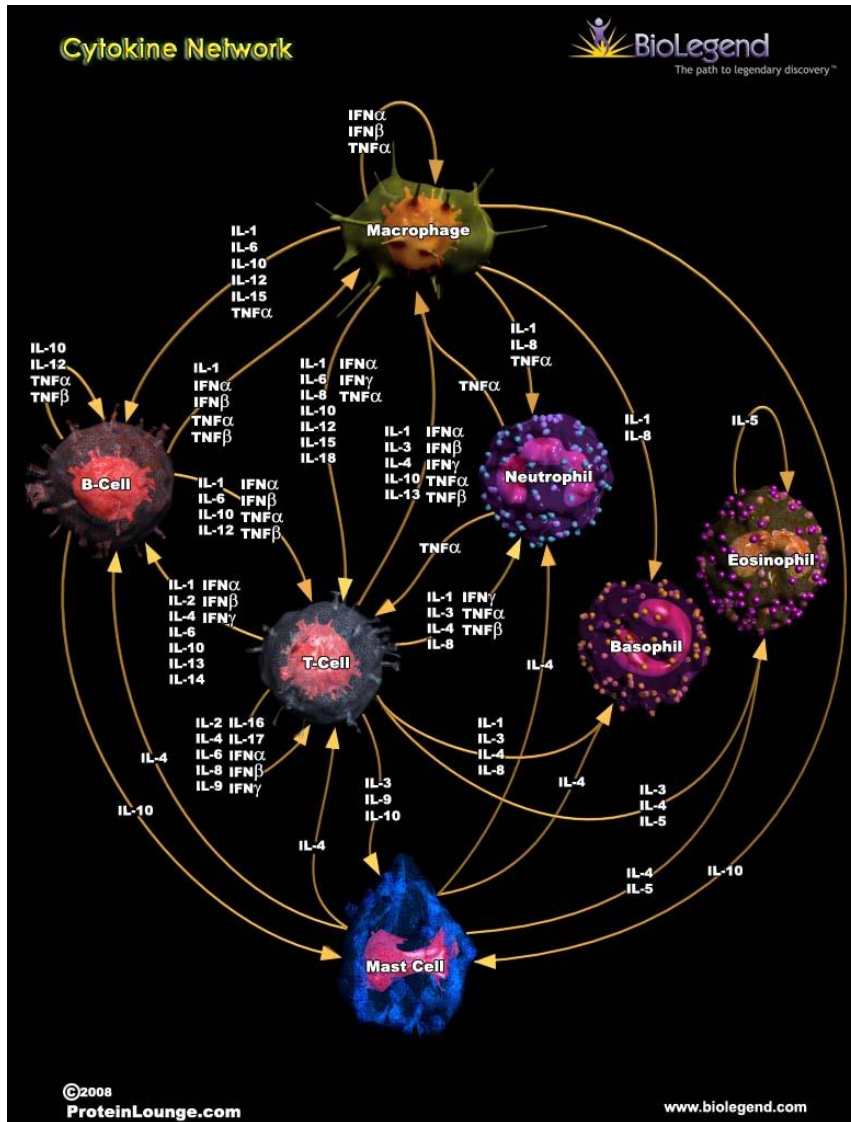 Cytokine Network
BioLegend
The path to legendary discovery™
IFNα
IFNβ
TNFα
Macrophage
IL-1
IL-6
IL-10
IL-12
IL-15
TNFα
IL-10
IL-12
TNFα
TNFβ
IL-1
IFNα
IFNβ
TNFα
TNFβ
IL-1 IFNα
IL-6 IFNγ
IL-8 TNFα
IL-10
IL-12
IL-15
IL-18
IL-1 IFNα
IL-3 IFNβ
IL-4 IFNγ
IL-10 TNFα
IL-13 TNFβ
TNFα
IL-1
IL-8
TNFα
IL-1
IL-8
IL-5
B-Cell
Neutrophil
Eosinophil
IL-1 IFNα
IL-6 IFNβ
IL-10 TNFα
IL-12 TNFβ
TNFα
IL-1 IFNα
IL-2 IFNβ
IL-4 IFNγ
IL-6
IL-10
IL-13
IL-14
T-Cell
IL-1 IFNγ
IL-3 TNFα
IL-4 TNFβ
IL-8
Basophil
IL-4
IL-2 IL-16
IL-4 IL-17
IL-6 IFNα
IL-8 IFNβ
IL-9 IFNγ
IL-1
IL-3
IL-4
IL-8
IL-4
IL-10
IL-3
IL-9
IL-10
IL-4
IL-4
IL-3
IL-4
IL-5
IL-4
IL-5
IL-10
Mast Cell
©2008
ProteinLounge.com
www.biolegend.com